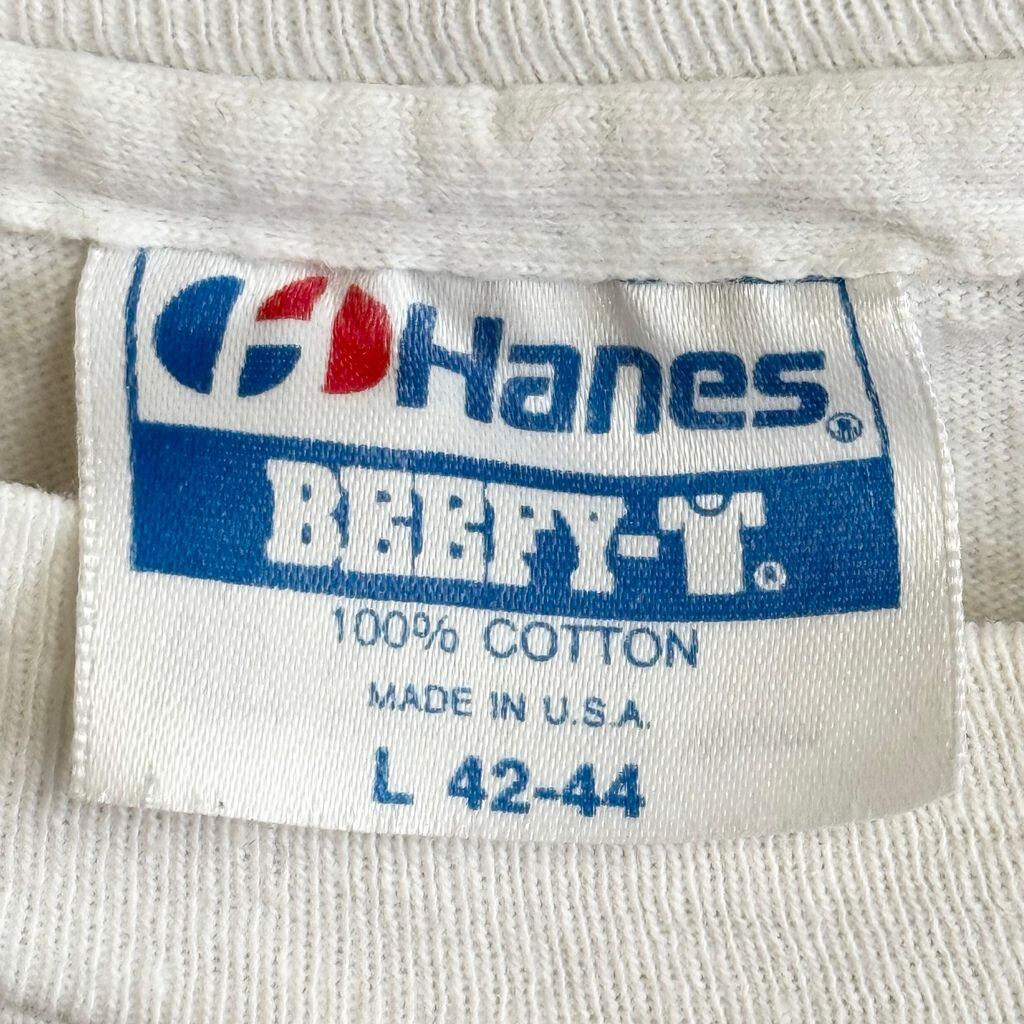 Hanes®
BEEFY-T®
100% COTTON
MADE IN U.S.A.
L 42-44